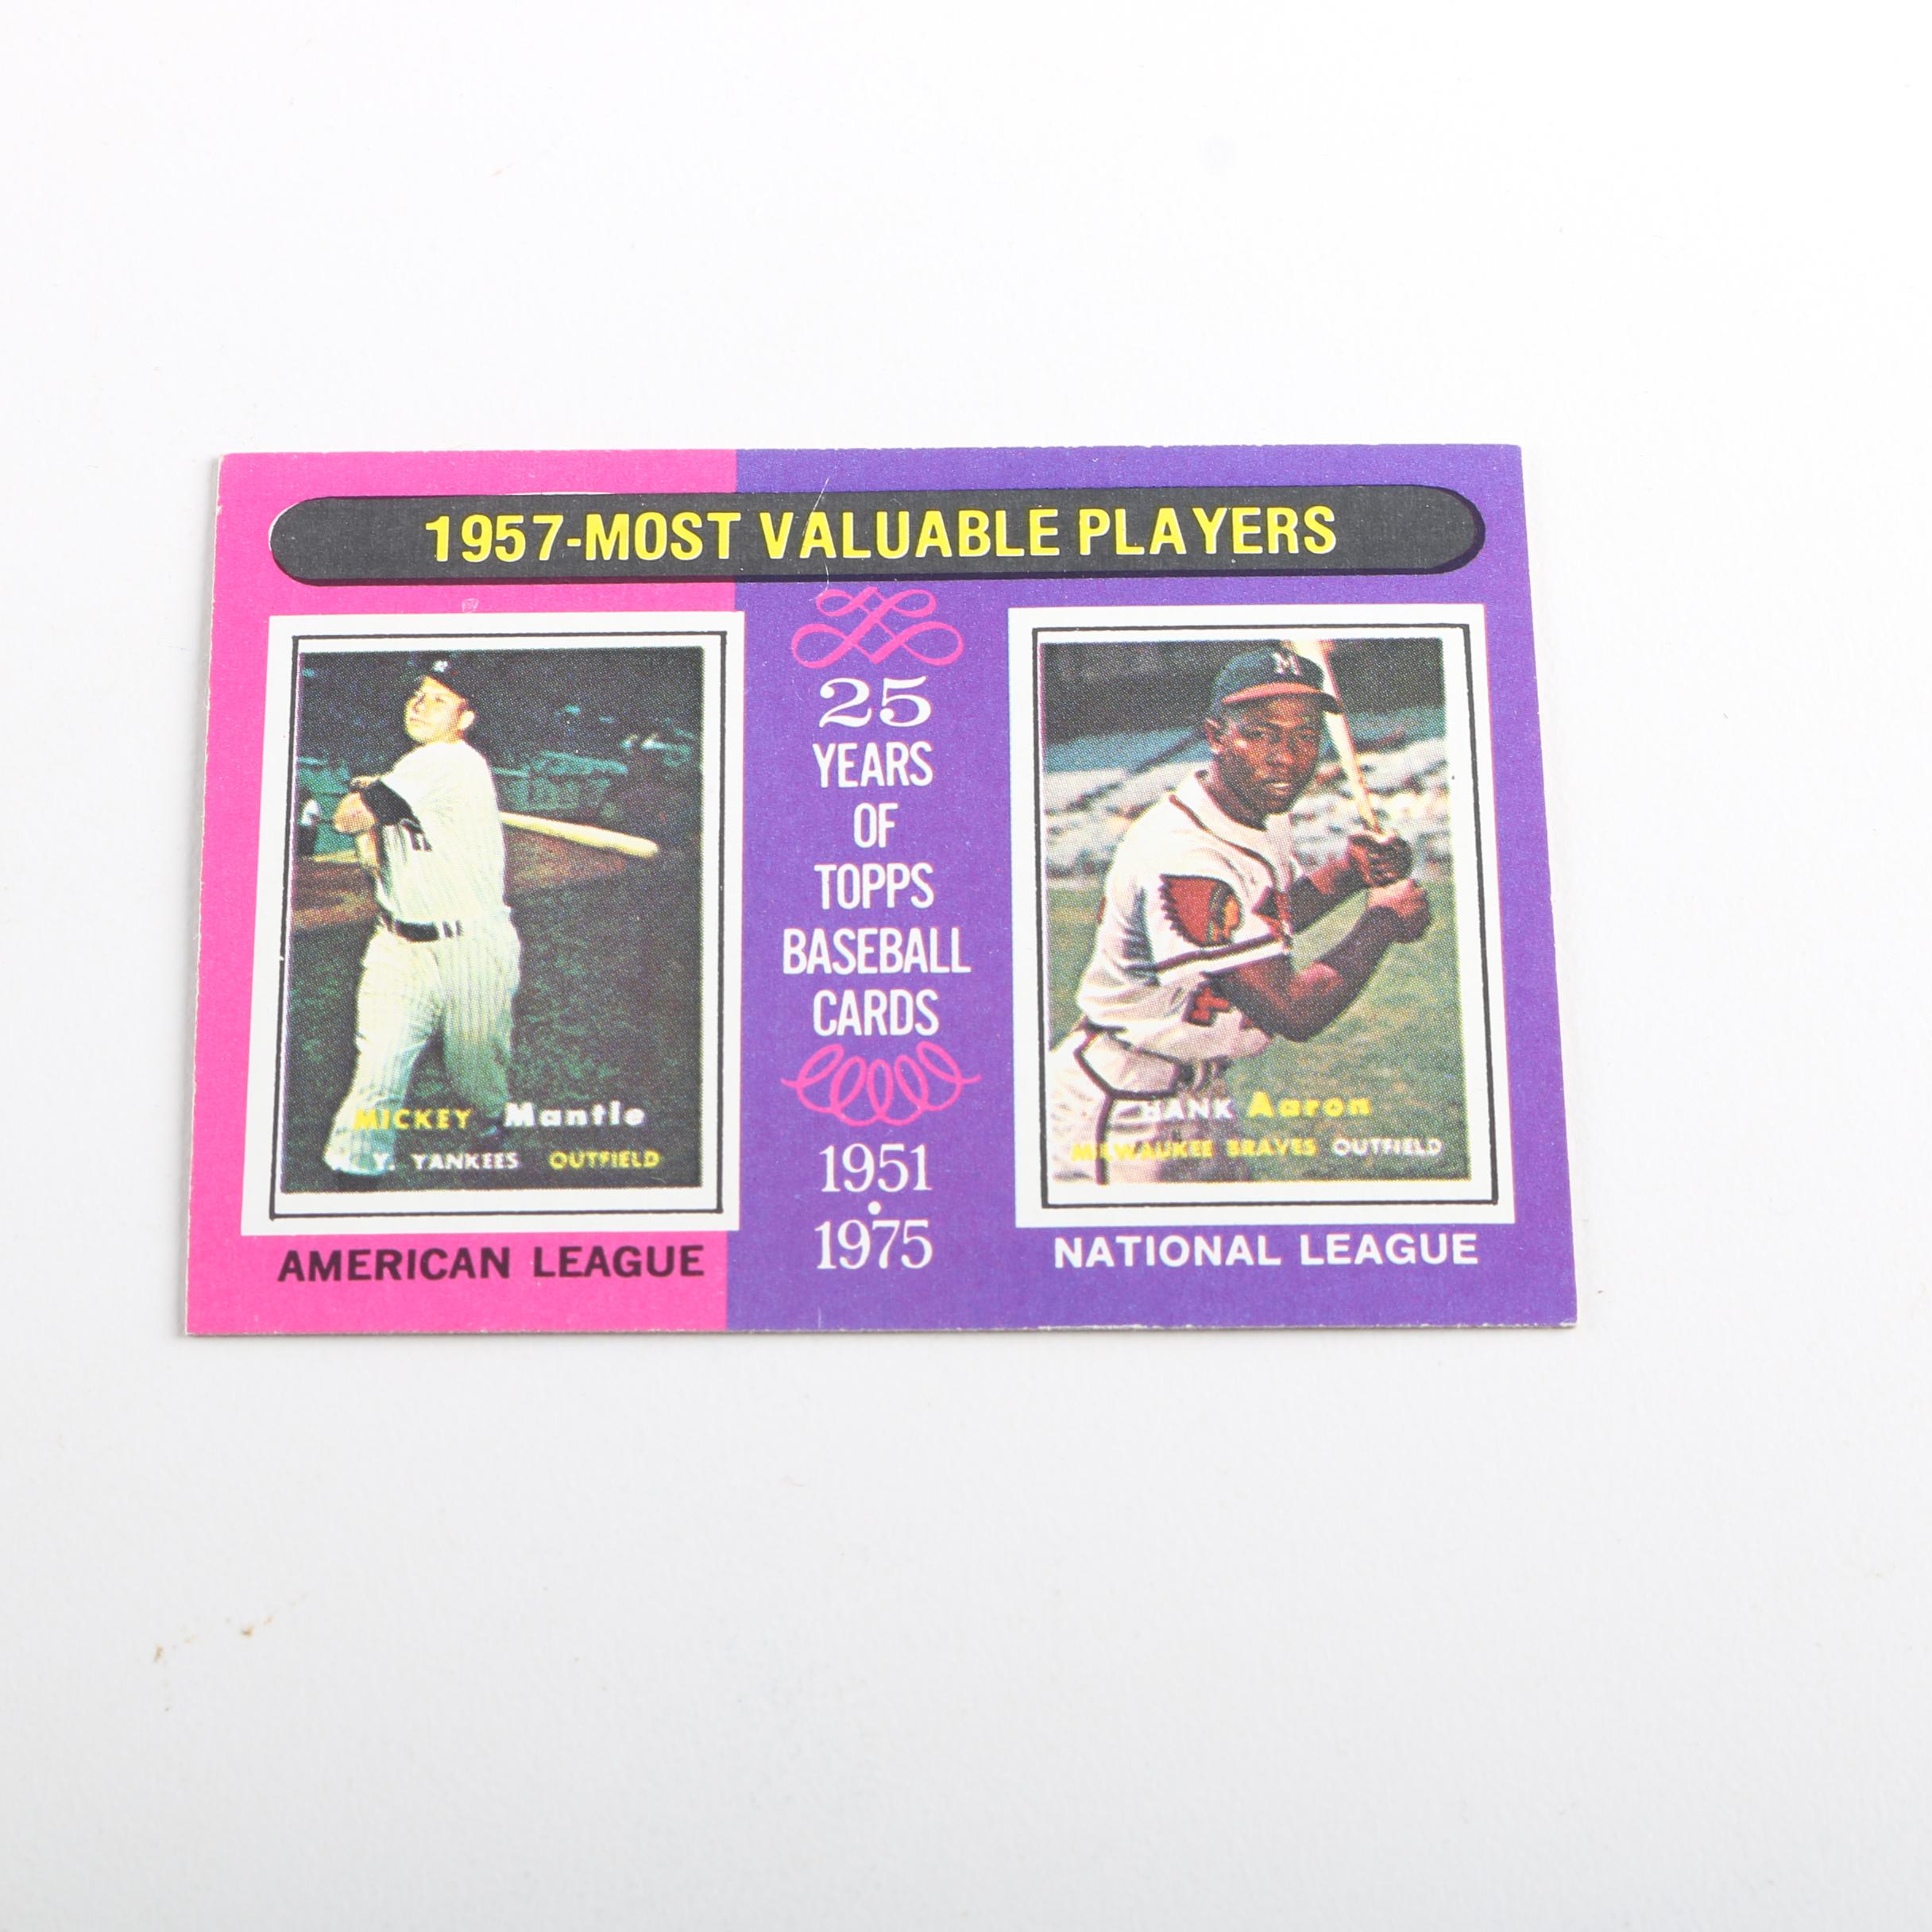 1957-MOST VALUABLE PLAYERS
MICKEY Mantle
Y. YANKEES OUTFIELD
AMERICAN LEAGUE
25
YEARS
OF
TOPPS
BASEBALL
CARDS
1951
•
1975
M
HANK Aaron
MILWAUKEE BRAVES OUTFIELD
NATIONAL LEAGUE